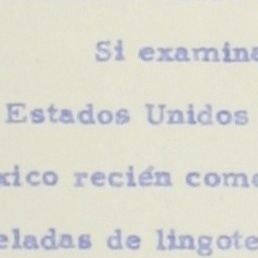 Si examina
Estados Unidos
xico recién come
eladas de lingote